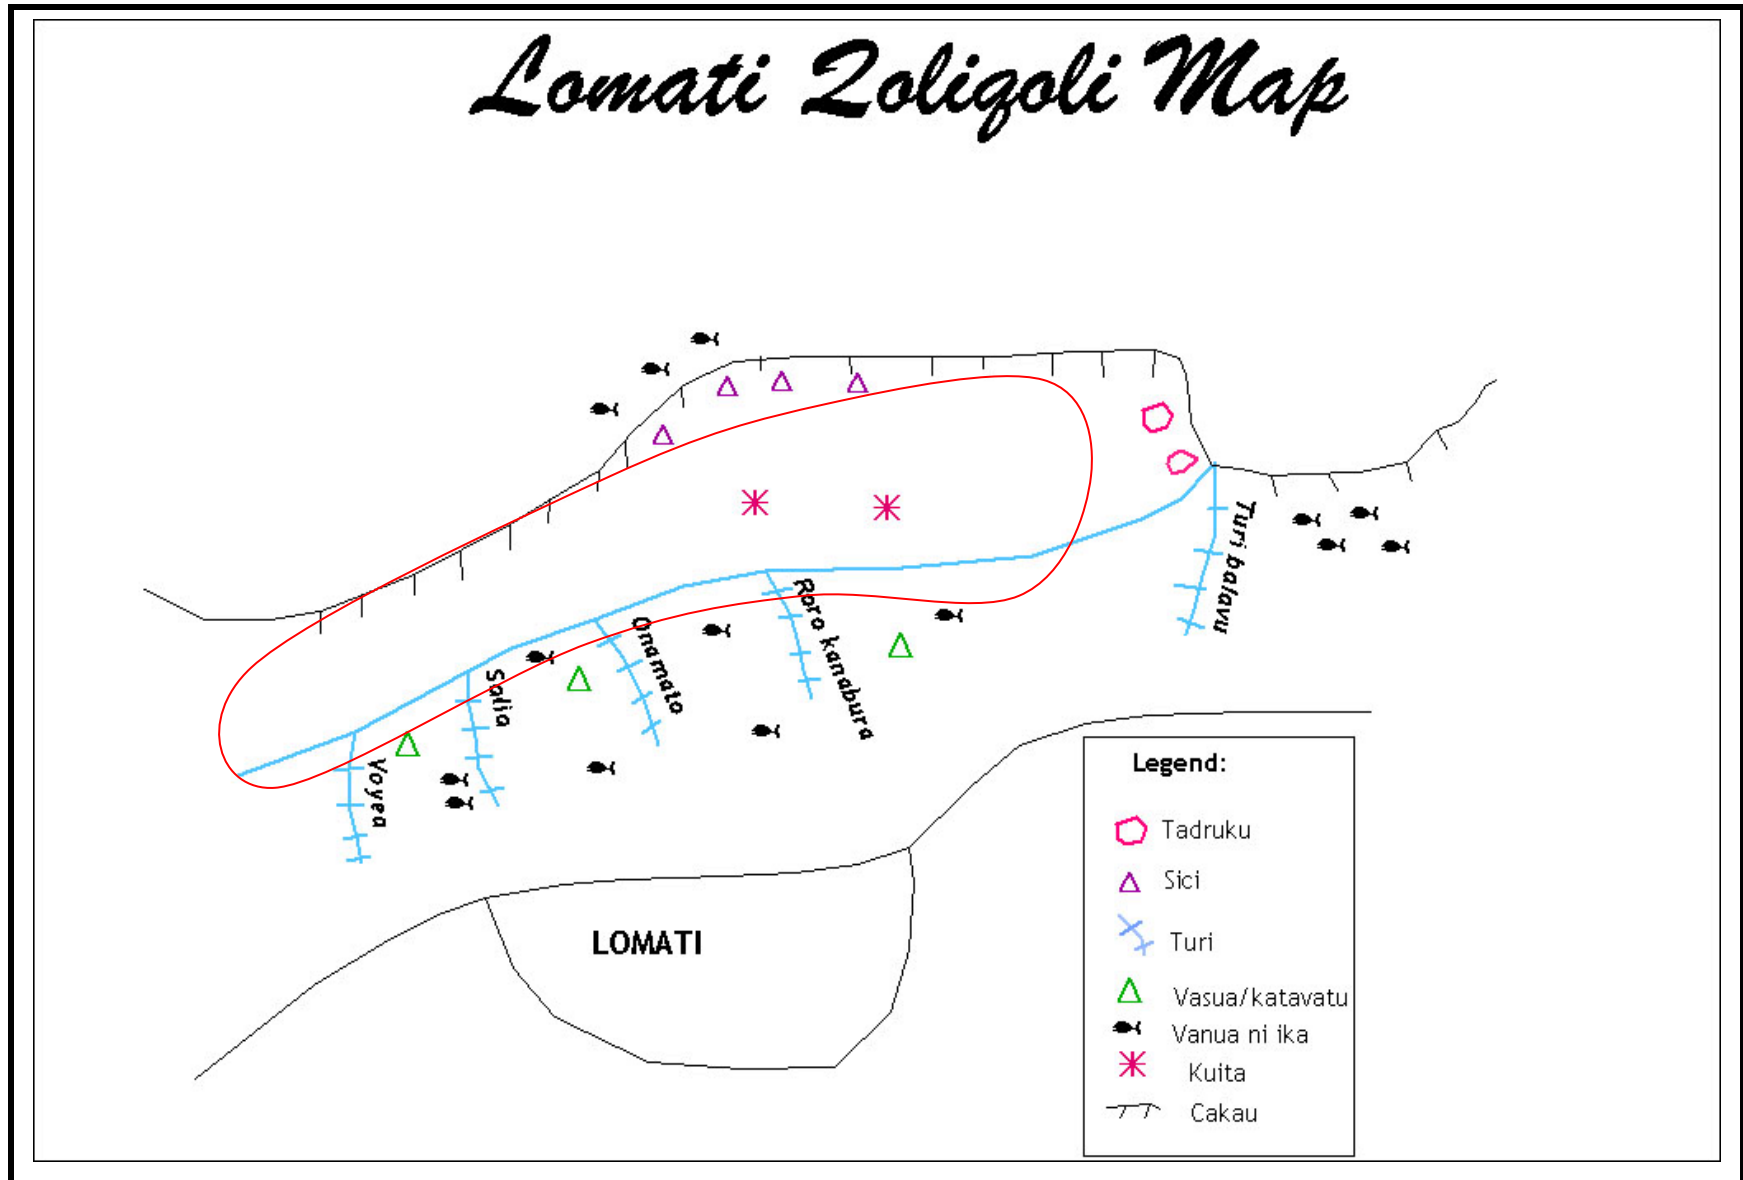 Lomati Qoliqoli Map
Turi balavu
Roro kanabura
Onamato
Salia
Voyea
LOMATI
Legend:
Tadruku
Sici
Turi
Vasua/katavatu
Vanua ni ika
Kuita
Cakau